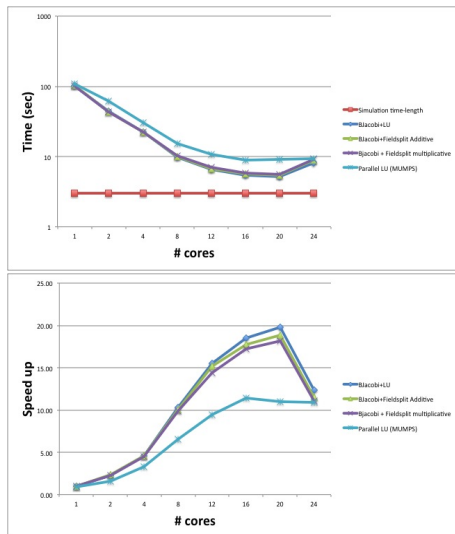 1000
100
10
1
Time (sec)
1 2 4 8 12 16 20 24
# cores
Simulation time-length
BJacobi+LU
BJacobi+Fieldsplit Additive
Bjacobi + Fieldsplit multiplicative
Parallel LU (MUMPS)
25.00
20.00
15.00
10.00
5.00
0.00
Speed up
1 2 4 8 12 16 20 24
# cores
BJacobi+LU
BJacobi+Fieldsplit Additive
Bjacobi + Fieldsplit multiplicative
Parallel LU (MUMPS)